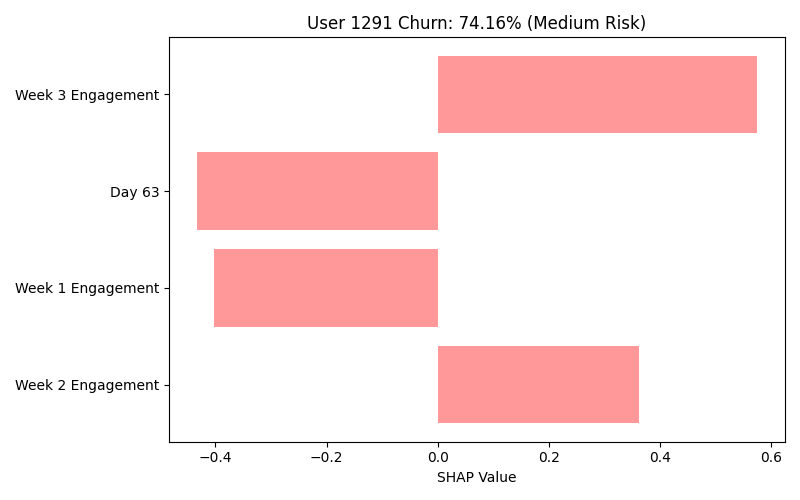 User 1291 Churn: 74.16% (Medium Risk)
Week 3 Engagement
Day 63
Week 1 Engagement
Week 2 Engagement
−0.4 −0.2 0.0 0.2 0.4 0.6
SHAP Value